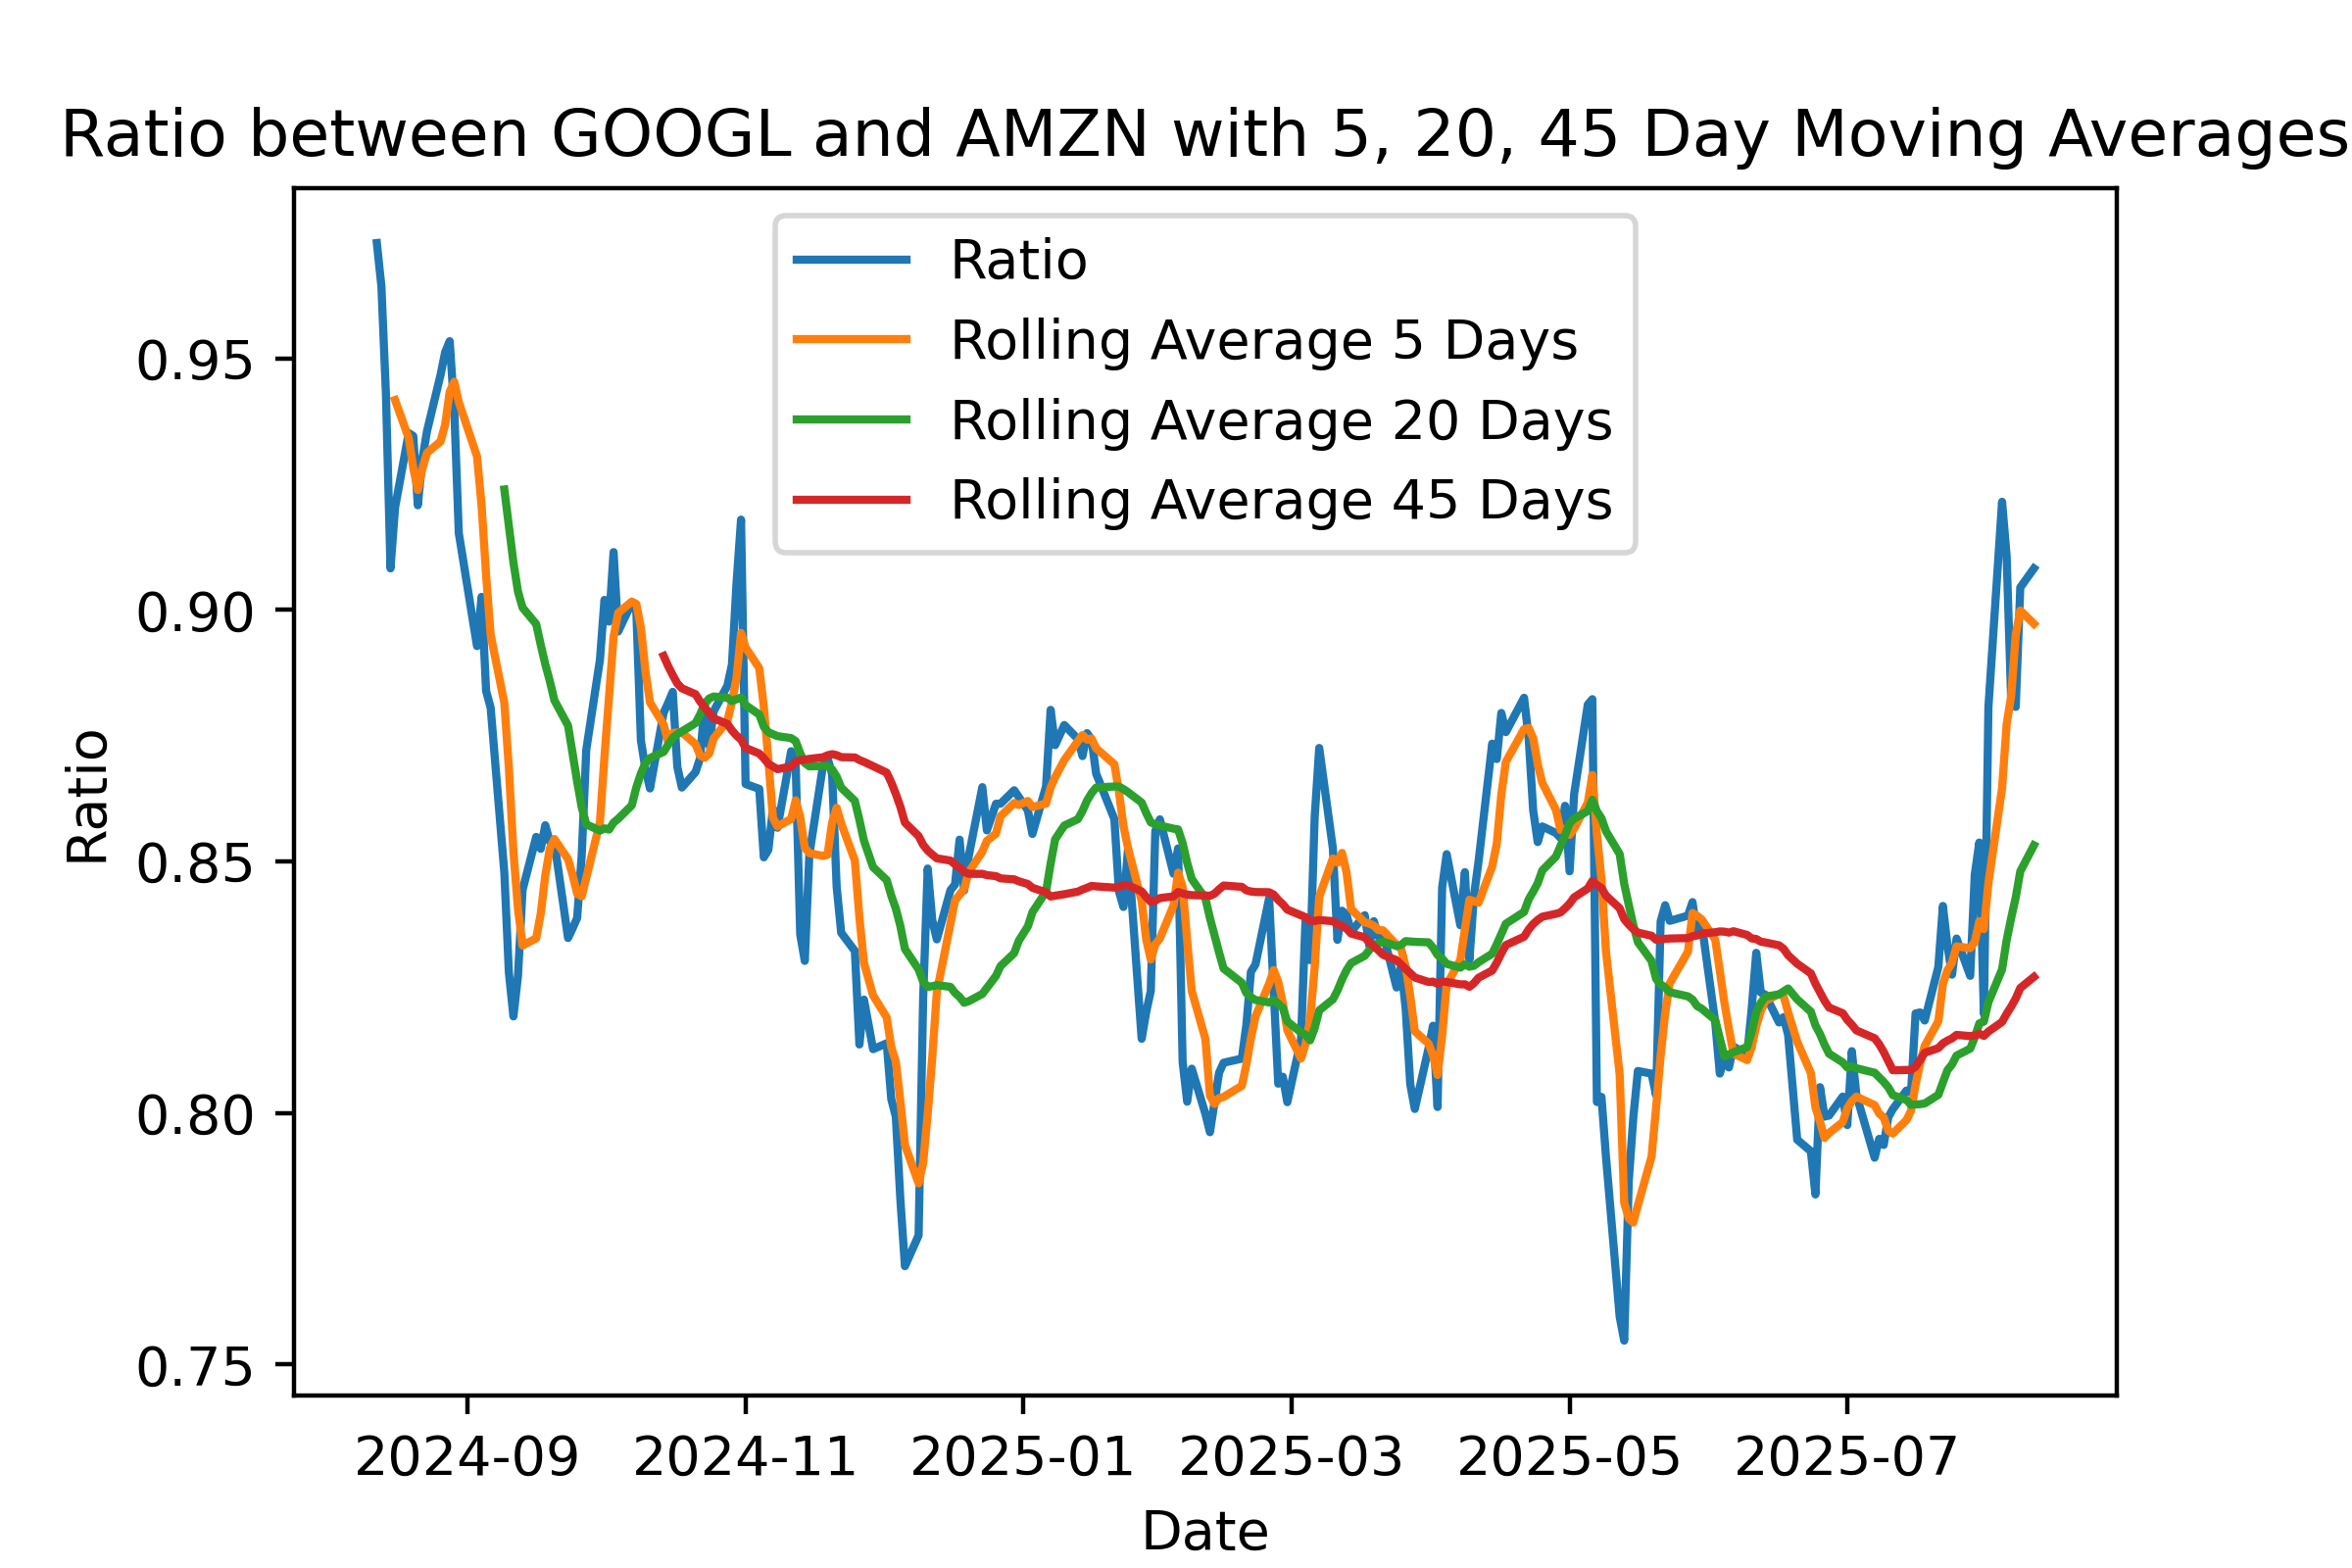 Ratio between GOOGL and AMZN with 5, 20, 45 Day Moving Averages
Ratio
Rolling Average 5 Days
Rolling Average 20 Days
Rolling Average 45 Days
Ratio
0.95
0.90
0.85
0.80
0.75
2024-09 2024-11 2025-01 2025-03 2025-05 2025-07
Date